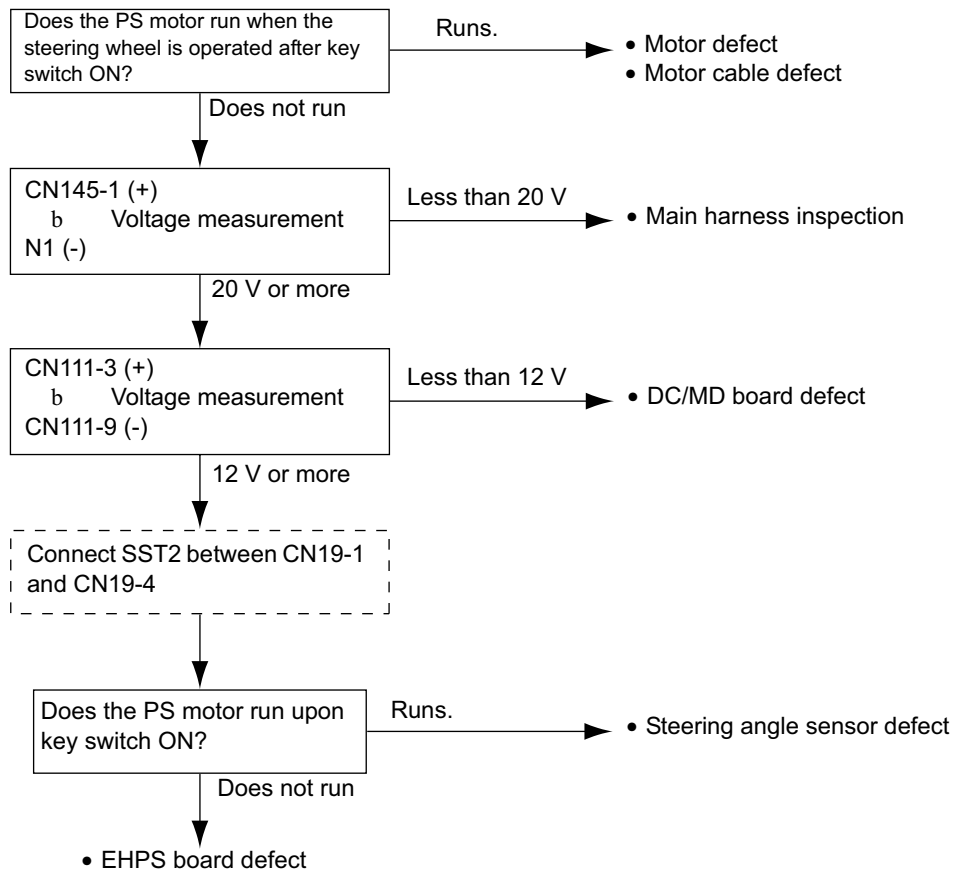 Does the PS motor run when the
steering wheel is operated after key
switch ON?
Runs.
• Motor defect
• Motor cable defect
Does not run
CN145-1 (+)
b Voltage measurement
N1 (-)
Less than 20 V
• Main harness inspection
20 V or more
CN111-3 (+)
b Voltage measurement
CN111-9 (-)
Less than 12 V
• DC/MD board defect
12 V or more
Connect SST2 between CN19-1
and CN19-4
Does the PS motor run upon
key switch ON?
Runs.
• Steering angle sensor defect
Does not run
• EHPS board defect